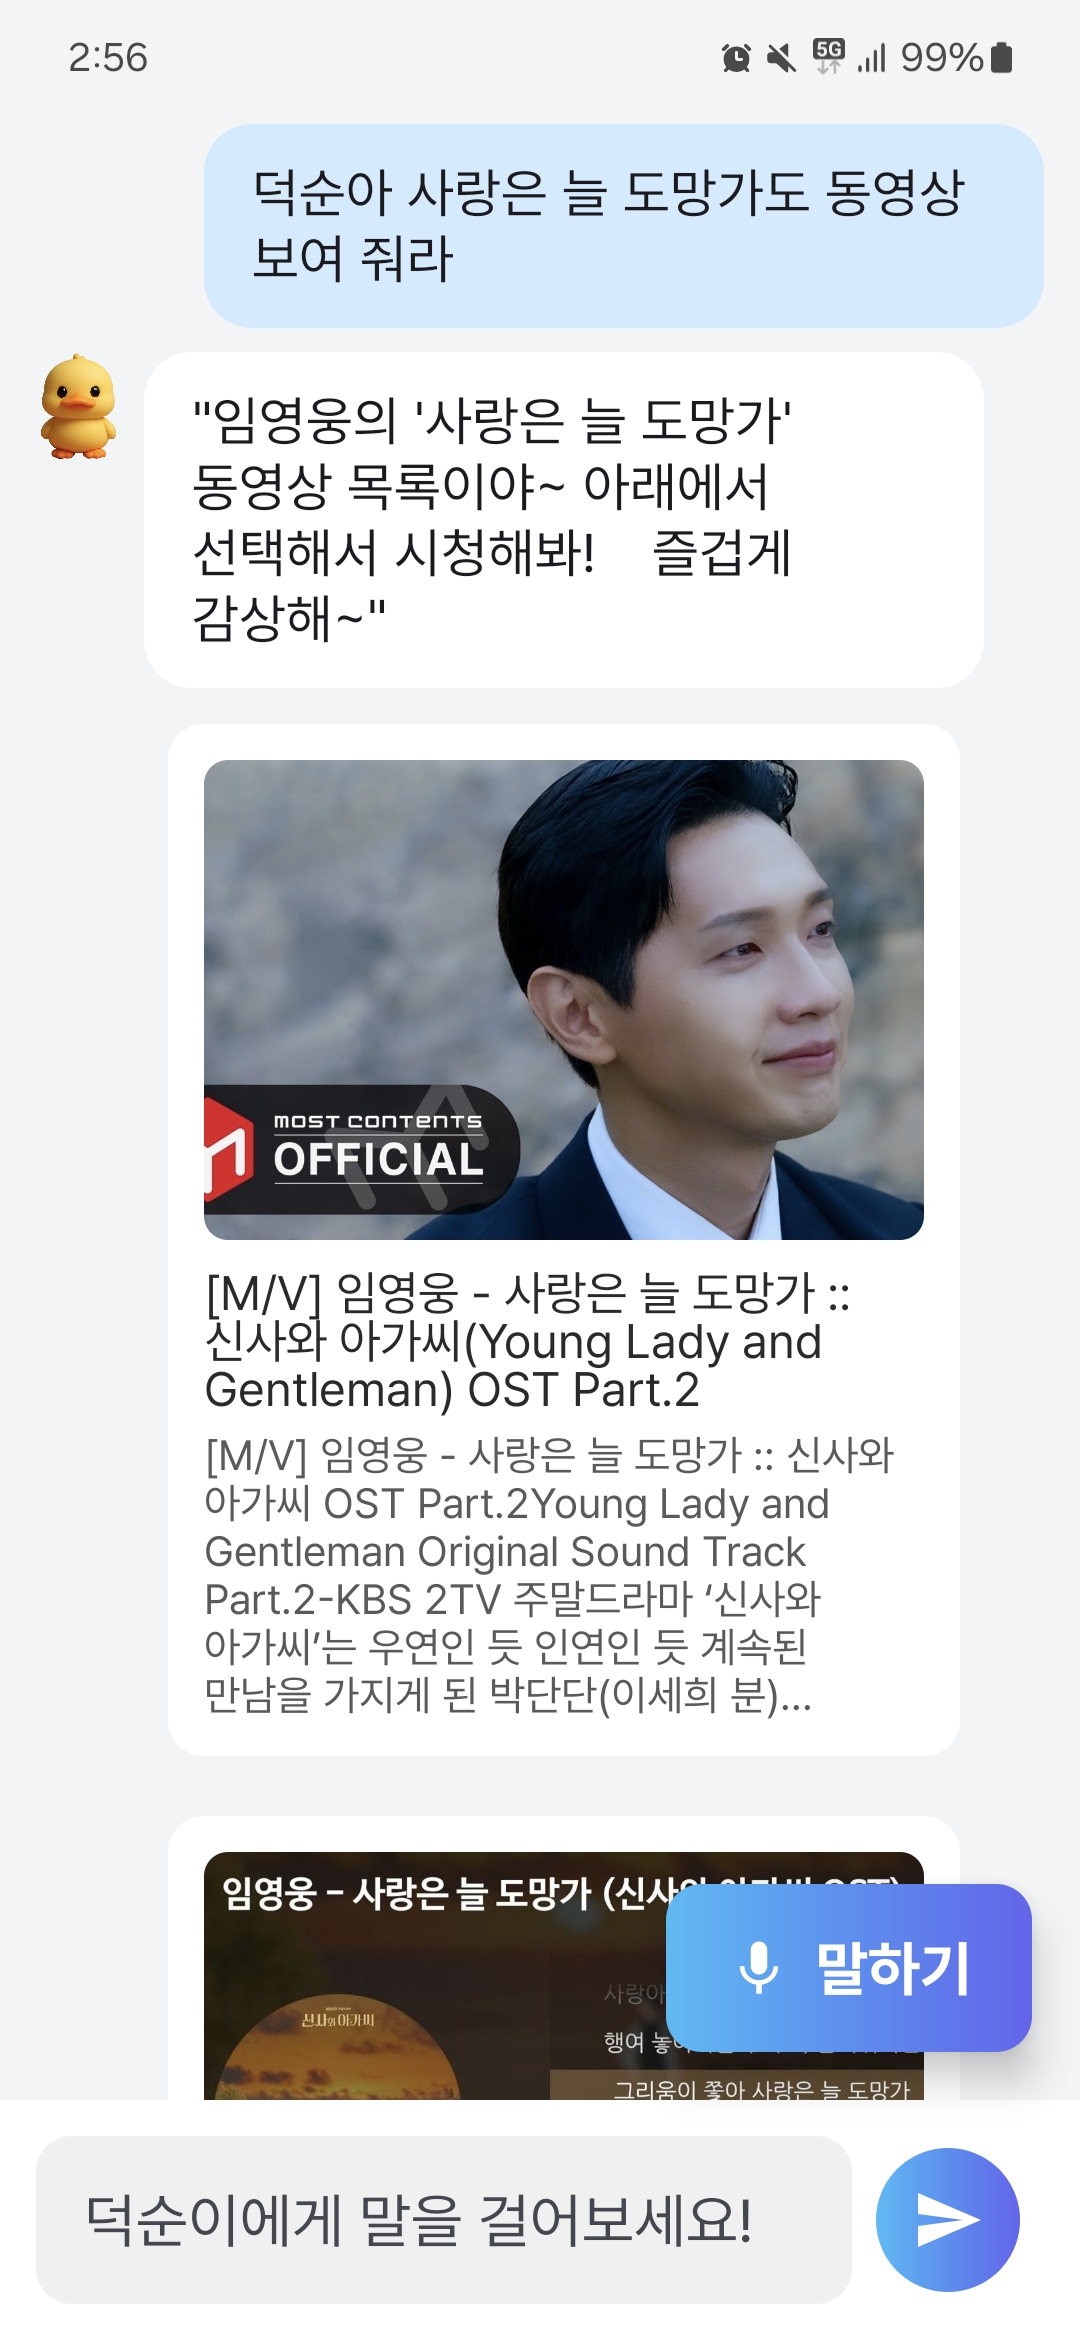 2:56
5G
99%
덕순아 사랑은 늘 도망가도 동영상
보여 줘라
"임영웅의 '사랑은 늘 도망가'
동영상 목록이야~ 아래에서
선택해서 시청해봐! 즐겁게
감상해~"
MOST CONTENTS
OFFICIAL
[M/V] 임영웅 - 사랑은 늘 도망가 ::
신사와 아가씨(Young Lady and
Gentleman) OST Part.2
[M/V] 임영웅 - 사랑은 늘 도망가 :: 신사와
아가씨 OST Part.2Young Lady and
Gentleman Original Sound Track
Part.2-KBS 2TV 주말드라마 ‘신사와
아가씨’는 우연인 듯 인연인 듯 계속된
만남을 가지게 된 박단단(이세희 분)...
임영웅 – 사랑은 늘 도망가
신사와 아가씨
행여
그리움이 쫓아 사랑은 늘 도망가
말하기
덕순이에게 말을 걸어보세요!